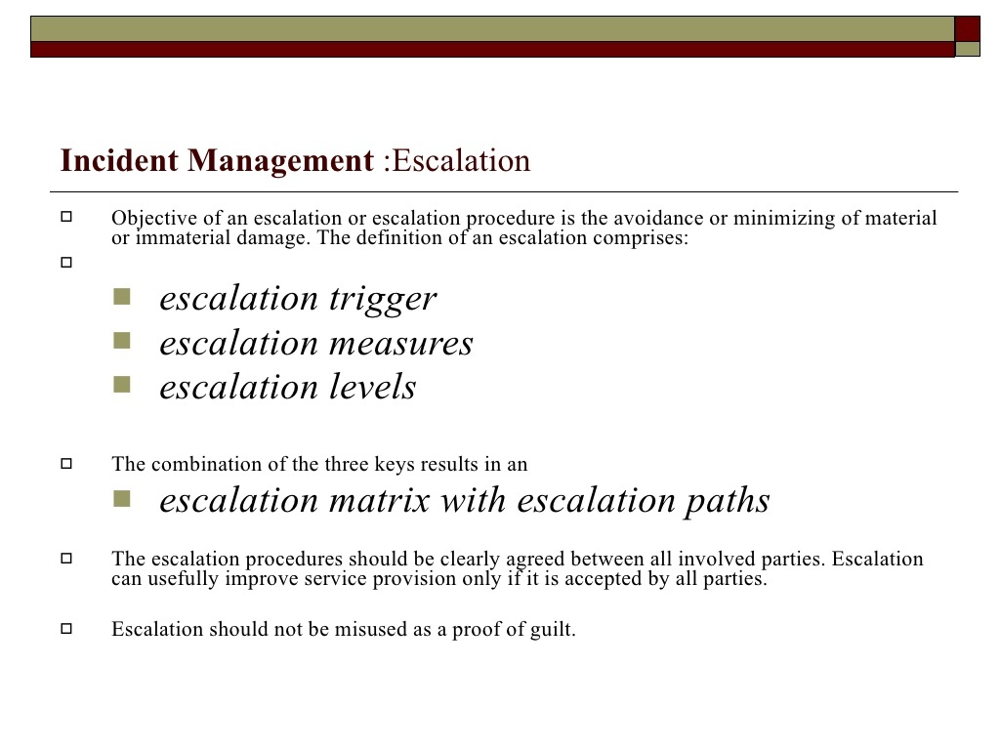 Incident Management :Escalation
Objective of an escalation or escalation procedure is the avoidance or minimizing of material
or immaterial damage. The definition of an escalation comprises:
escalation trigger
escalation measures
escalation levels
The combination of the three keys results in an
escalation matrix with escalation paths
The escalation procedures should be clearly agreed between all involved parties. Escalation
can usefully improve service provision only if it is accepted by all parties.
Escalation should not be misused as a proof of guilt.